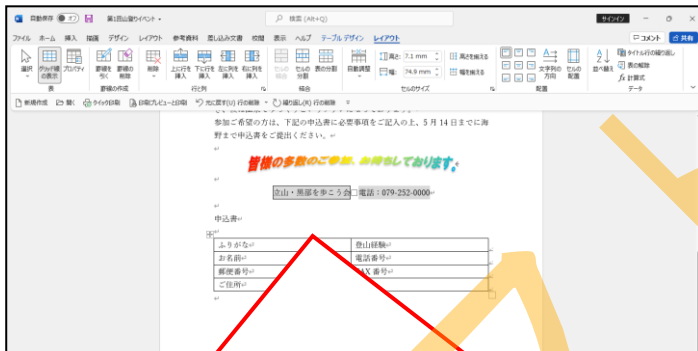 自動保存 オフ 第1回山登りイベント 検索 (Alt+Q) サインイン
ファイル ホーム 挿入 描画 デザイン レイアウト 参考資料 差し込み文書 校閲 表示 ヘルプ テーブル デザイン レイアウト コメント 共有
選択 グリッド線の表示 プロパティ 罫線を引く 罫線の削除 削除 上に行を挿入 下に行を挿入 左に列を挿入 右に列を挿入 セルの結合 セルの分割 表の分割 自動調整 高さ: 7.1 mm 高さを揃える 幅: 74.9 mm 幅を揃える 文字列の方向 セルの配置 並べ替え タイトル行の繰り返し 表の解除 fx 計算式
表 罫線の作成 行と列 結合 セルのサイズ 配置 データ
新規作成 開く クイック印刷 印刷プレビューと印刷 元に戻す(U) 行の削除 繰り返し(R) 行の削除
参加ご希望の方は、下記の申込書に必要事項をご記入の上、5月14日までに海
野まで申込書をご提出ください。
皆様の多数のご参加、お待ちしております。
立山・黒部を歩こう会 電話:079-252-0000
申込書
ふりがな 登山経験
お名前 電話番号
郵便番号 AX 番号
ご住所